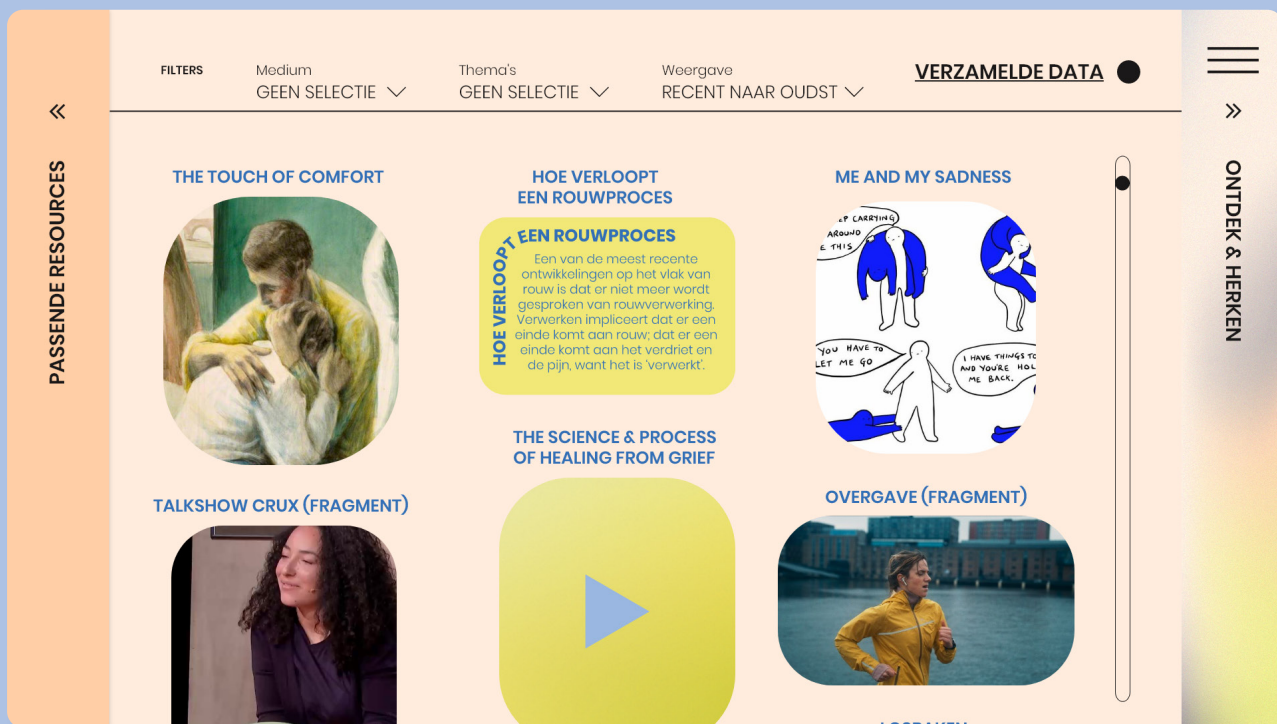 FILTERS
Medium
GEEN SELECTIE
Thema's
GEEN SELECTIE
Weergave
RECENT NAAR OUDST
VERZAMELDE DATA
PASSENDE RESOURCES
THE TOUCH OF COMFORT
HOE VERLOOPT
EEN ROUWPROCES
HOE VERLOOPT EEN ROUWPROCES
Een van de meest recente
ontwikkelingen op het vlak van
rouw is dat er niet meer wordt
gesproken van rouwverwerking.
Verwerken impliceert dat er een
einde komt aan rouw; dat er een
einde komt aan het verdriet en
de pijn, want het is 'verwerkt'.
ME AND MY SADNESS
EP CARRYING
AROUND
E THIS
YOU HAVE TO
LET ME GO
I HAVE THINGS TO
AND YOU'RE HOL
ME BACK.
THE SCIENCE & PROCESS
OF HEALING FROM GRIEF
TALKSHOW CRUX (FRAGMENT)
OVERGAVE (FRAGMENT)
ONTDEK & HERKEN